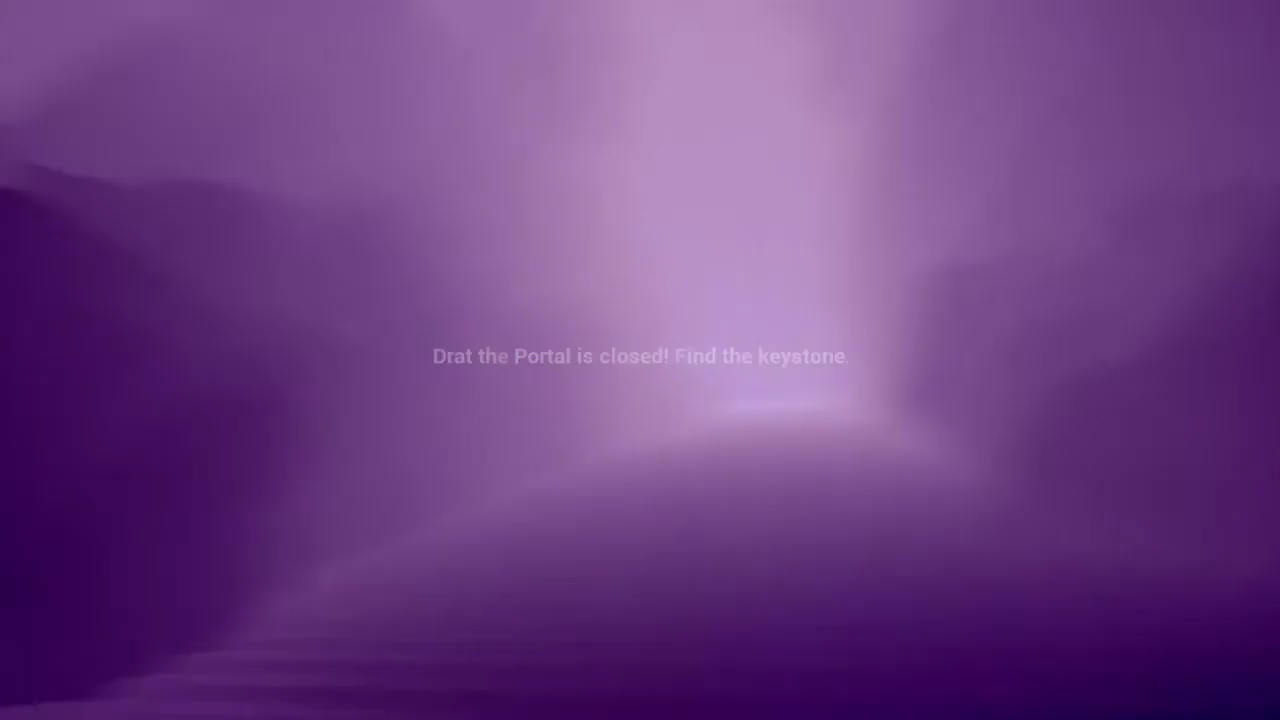 Drat the Portal is closed! Find the keystone.